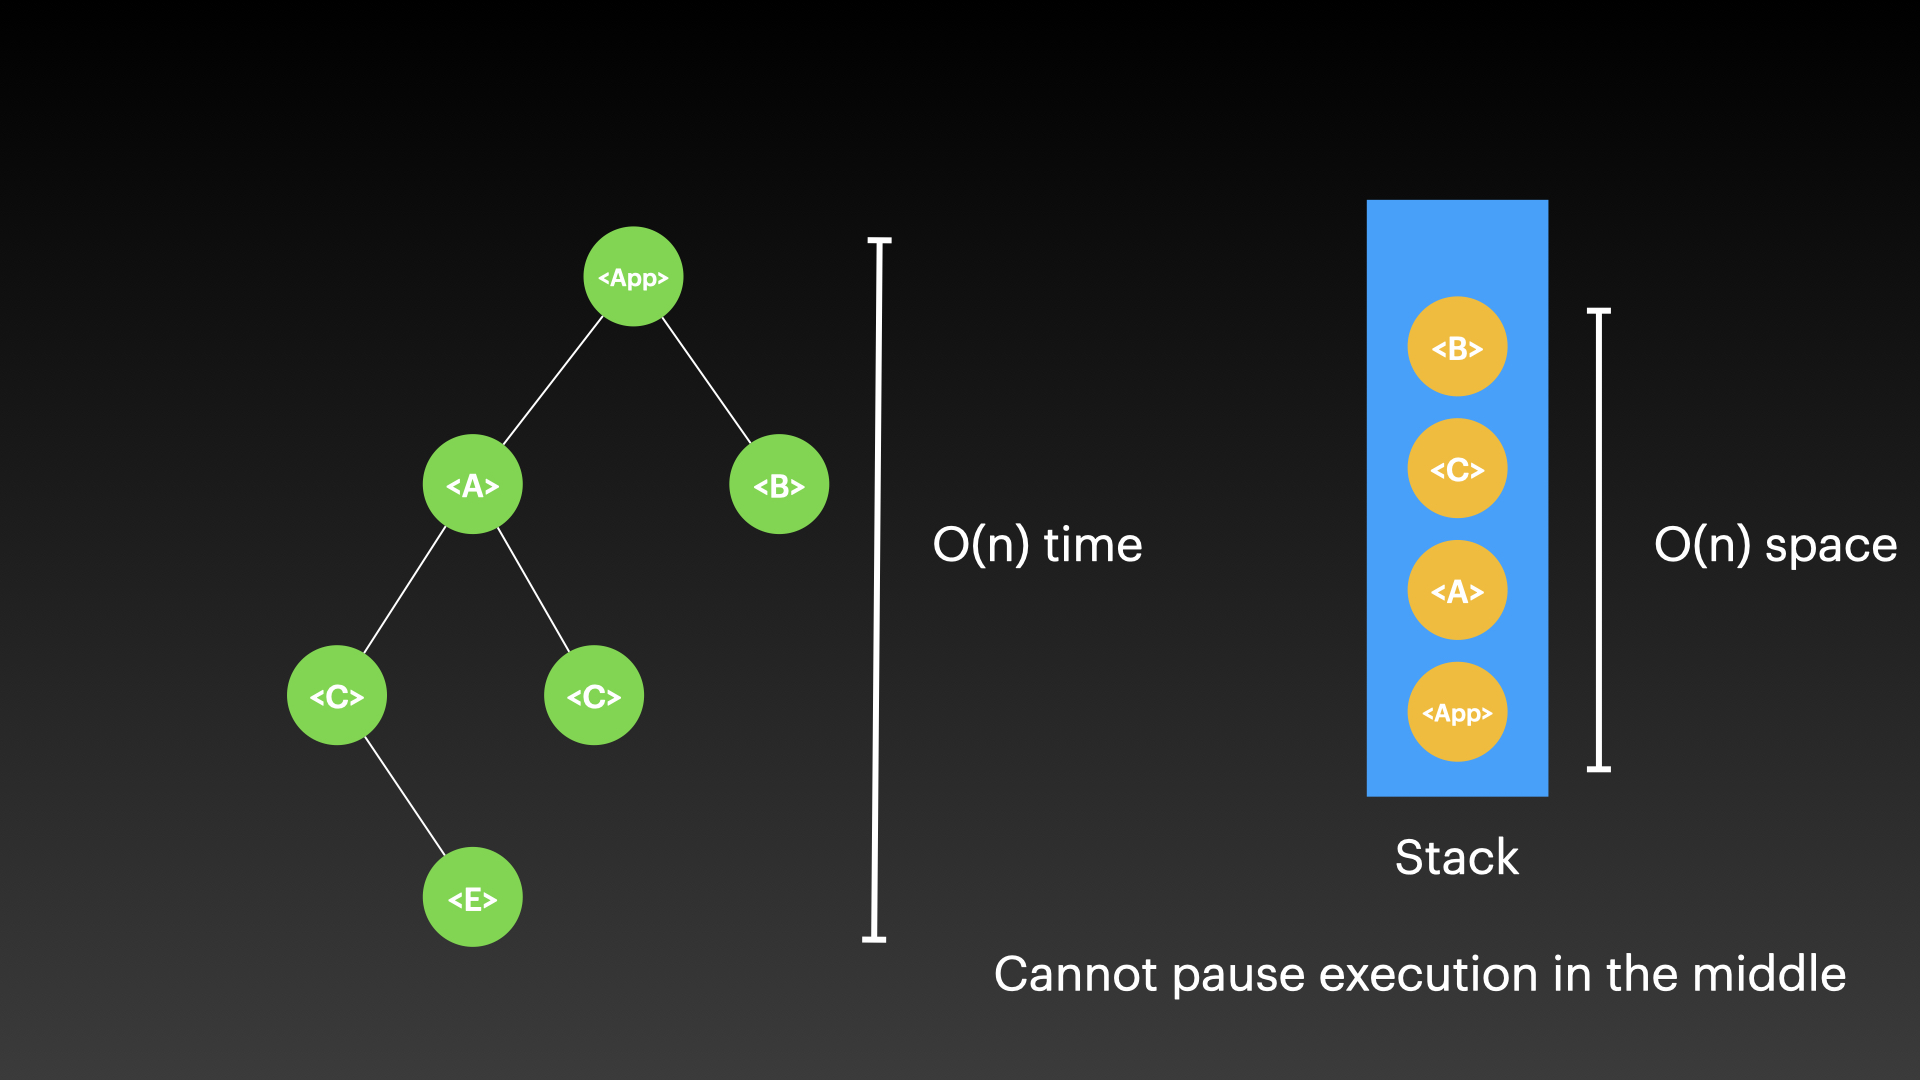 <App>
<A>
<B>
<C>
<C>
<E>
O(n) time
<B>
<C>
<A>
<App>
O(n) space
Stack
Cannot pause execution in the middle